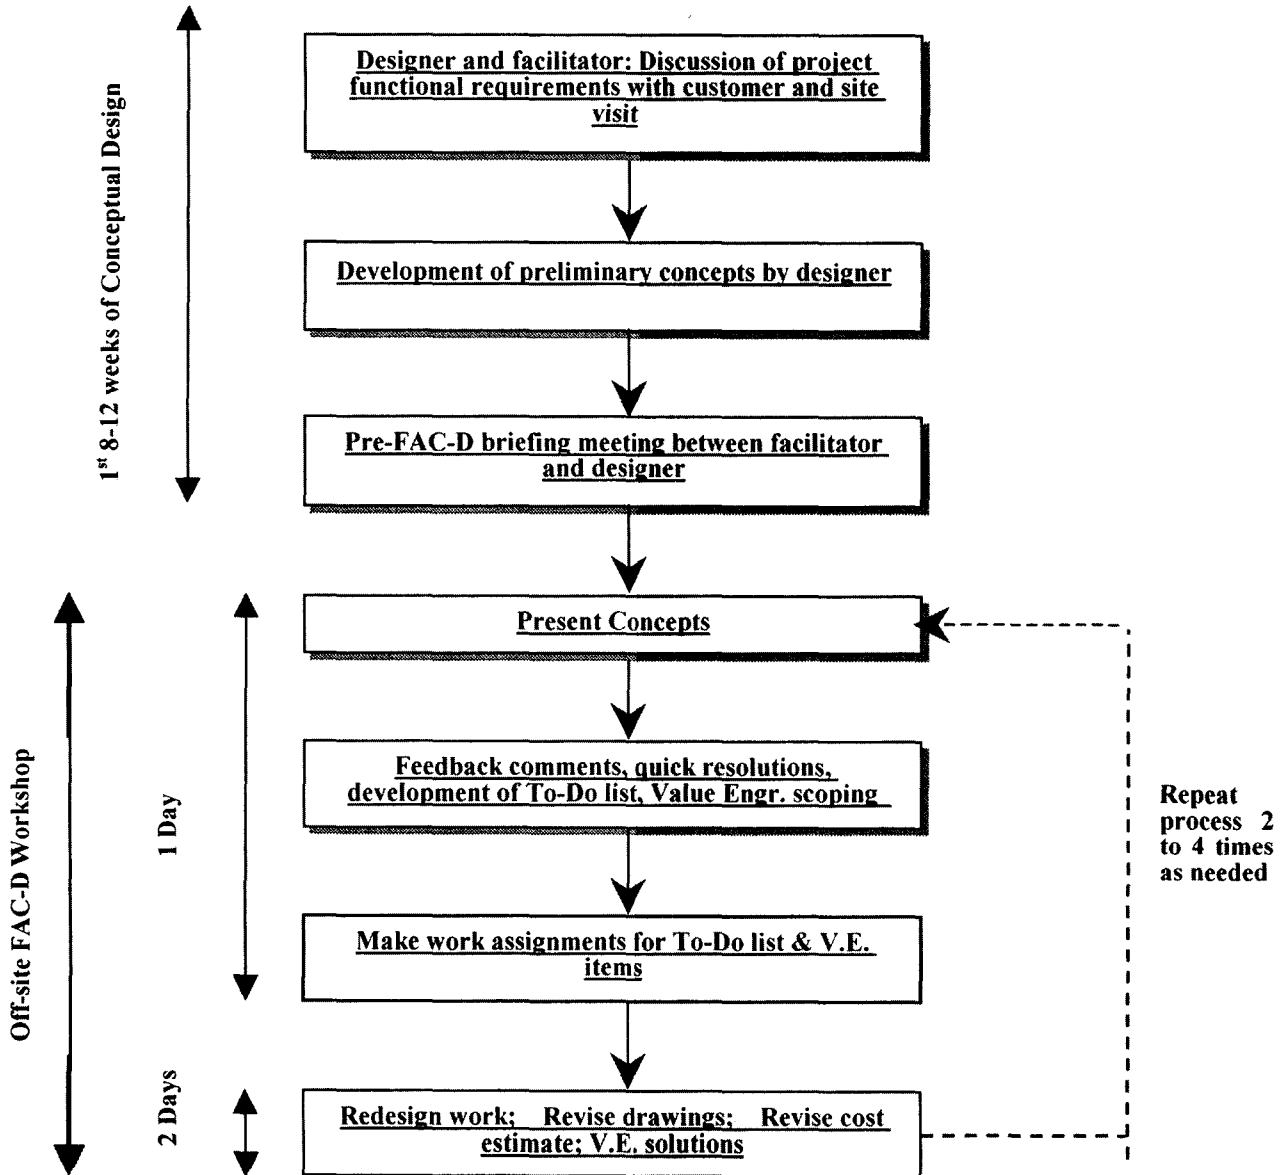 Designer and facilitator: Discussion of project
functional requirements with customer and site
visit
1st 8-12 weeks of Conceptual Design
Development of preliminary concepts by designer
Pre-FAC-D briefing meeting between facilitator
and designer
Present Concepts
Feedback comments, quick resolutions,
development of To-Do list, Value Engr. scoping
Off-site FAC-D Workshop
1 Day
Repeat
process 2
to 4 times
as needed
Make work assignments for To-Do list & V.E.
items
2 Days
Redesign work; Revise drawings; Revise cost
estimate; V.E. solutions